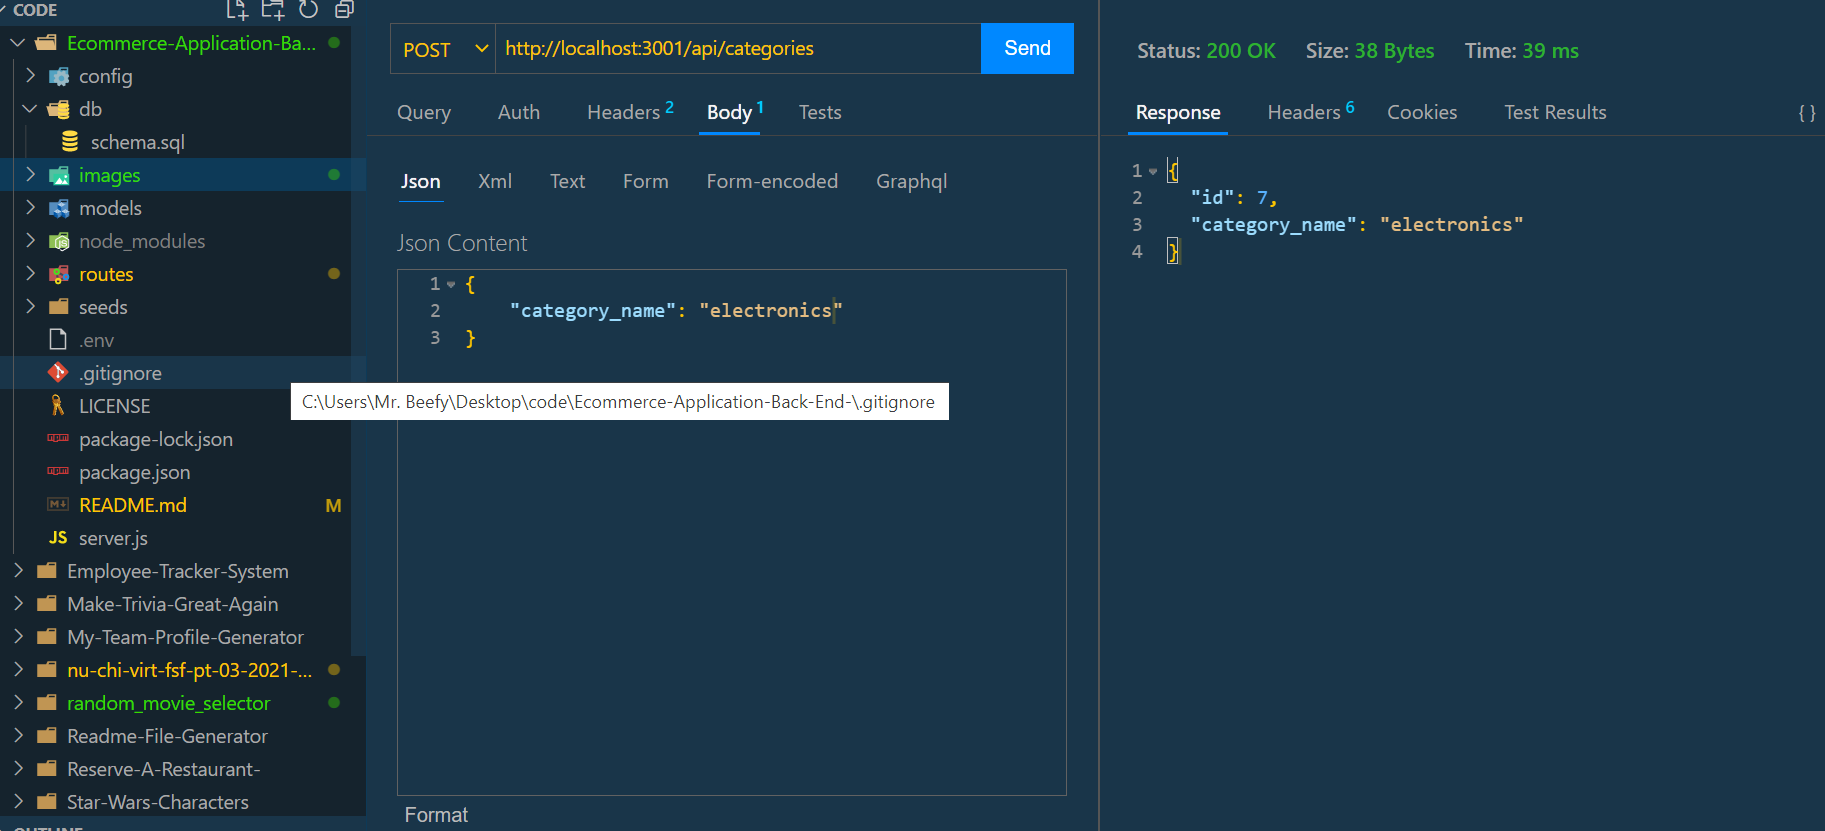 CODE
Ecommerce-Application-Ba...
config
db
schema.sql
images
models
node_modules
routes
seeds
.env
.gitignore
LICENSE
package-lock.json
package.json
README.md M
JS server.js
Employee-Tracker-System
Make-Trivia-Great-Again
My-Team-Profile-Generator
nu-chi-virt-fsf-pt-03-2021-...
random_movie_selector
Readme-File-Generator
Reserve-A-Restaurant-
Star-Wars-Characters
OUTLINE
POST http://localhost:3001/api/categories Send
Query Auth Headers 2 Body 1 Tests
Json Xml Text Form Form-encoded Graphql
Json Content
1 {
2 "category_name": "electronics"
3 }
C:\Users\Mr. Beefy\Desktop\code\Ecommerce-Application-Back-End-\.gitignore
Format
Status: 200 OK Size: 38 Bytes Time: 39 ms
Response Headers 6 Cookies Test Results { }
1 {
2 "id": 7,
3 "category_name": "electronics"
4 }